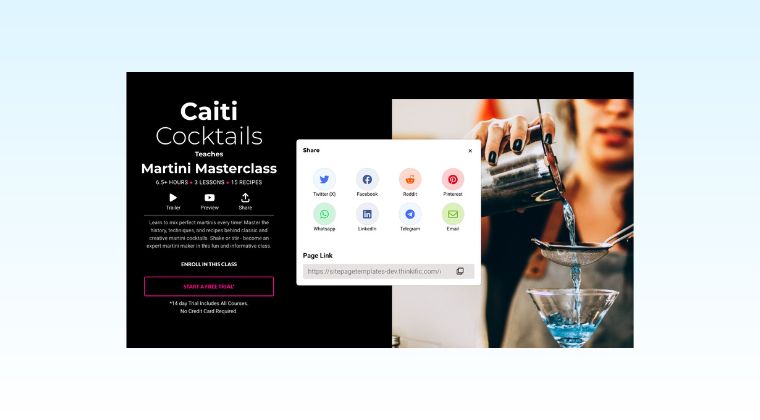 Caiti
Cocktails
Teaches
Martini Masterclass
6.5+ HOURS • 3 LESSONS • 15 RECIPES
Trailer
Preview
Share
Learn to mix perfect martinis every time! Master the
history, techniques, and recipes behind classic and
creative martini cocktails. Shake or stir - become an
expert martini maker in this fun and informative class.
ENROLL IN THIS CLASS
START A FREE TRIAL*
*14 day Trial Includes All Courses.
No Credit Card Required
Share
Twitter (X)
Facebook
Reddit
Pinterest
Whatsapp
LinkedIn
Telegram
Email
Page Link
https://sitepagetemplates-dev.thinkific.com/